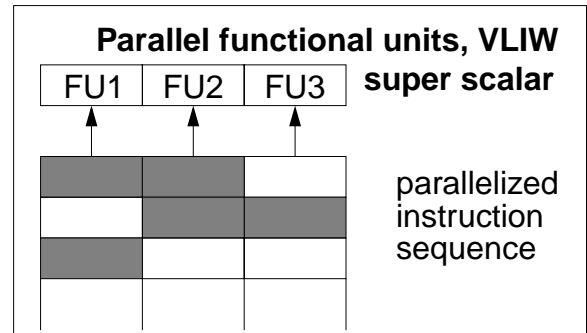 Parallel functional units, VLIW
super scalar
FU1 FU2 FU3
parallelized
instruction
sequence